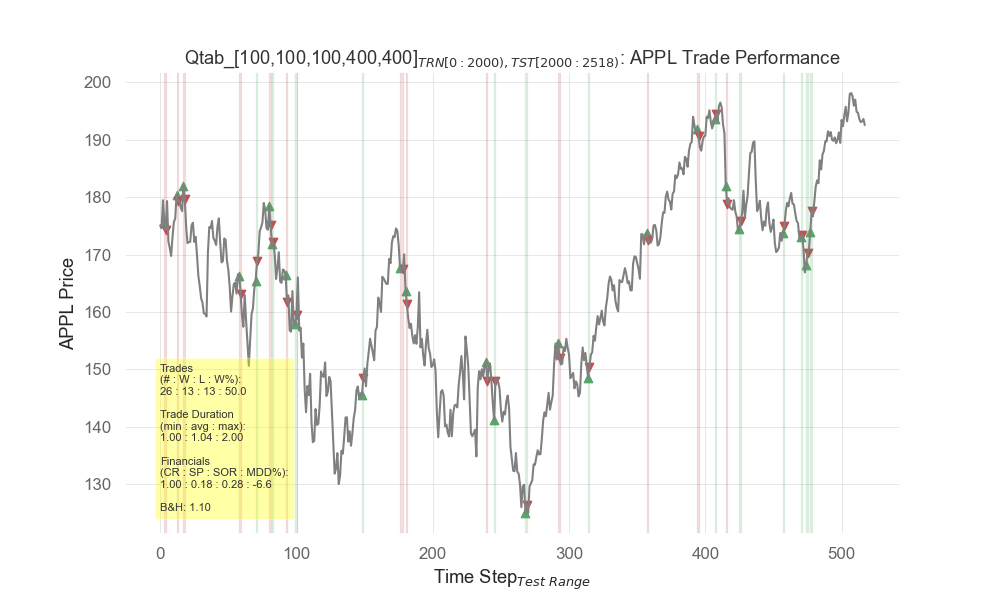 Qtab_[100,100,100,400,400]TRN[0 : 2000), TST[2000 : 2518): APPL Trade Performance
200
190
180
170
160
150
140
130
APPL Price
Trades
(# : W : L : W%):
26 : 13 : 13 : 50.0
Trade Duration
(min : avg : max):
1.00 : 1.04 : 2.00
Financials
(CR : SP : SOR : MDD%):
1.00 : 0.18 : 0.28 : -6.6
B&H: 1.10
0 100 200 300 400 500
Time StepTest Range